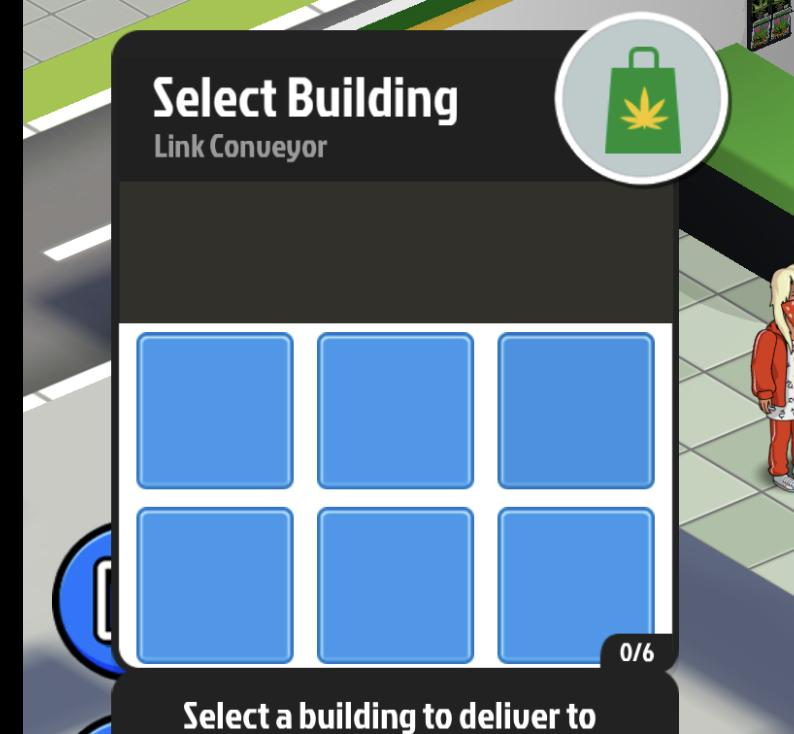 Select Building
Link Conveyor
0/6
Select a building to deliver to